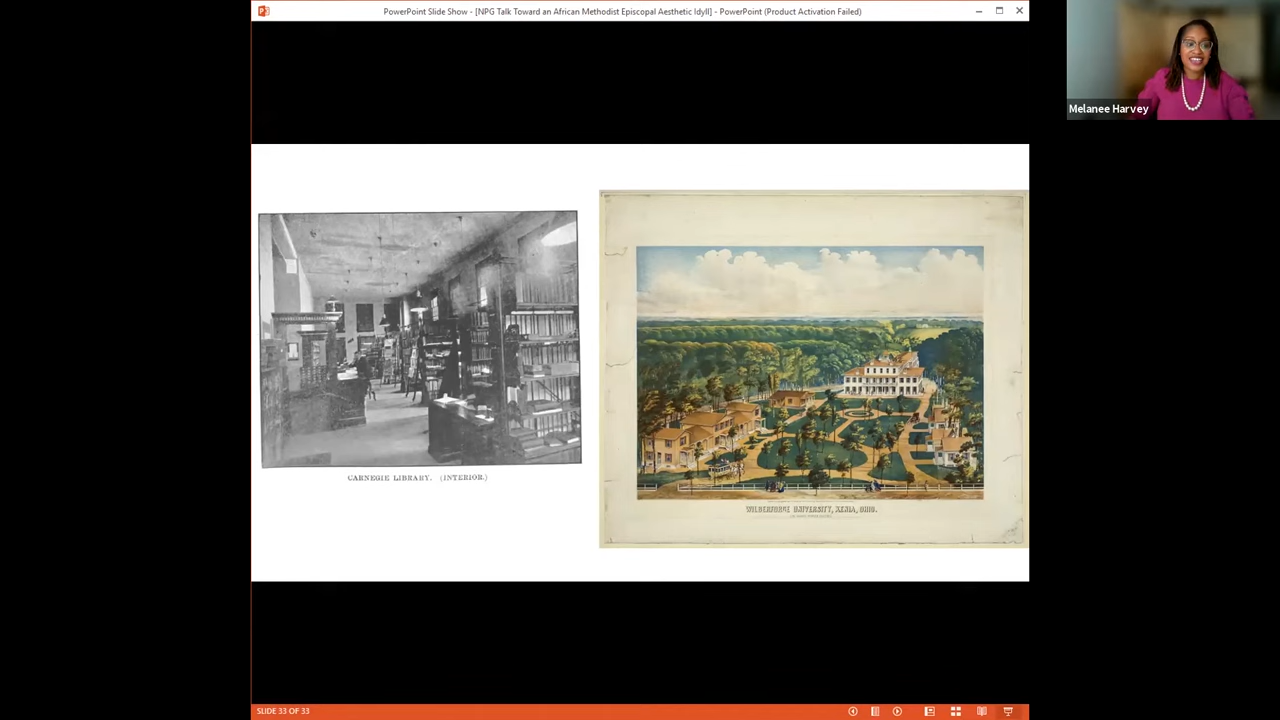 PowerPoint Slide Show - [NPG Talk Toward an African Methodist Episcopal Aesthetic Idyll] - PowerPoint (Product Activation Failed)
Melanee Harvey
CARNEGIE LIBRARY. (INTERIOR.)
WILBERFORCE UNIVERSITY, XENIA, OHIO.
SLIDE 33 OF 33